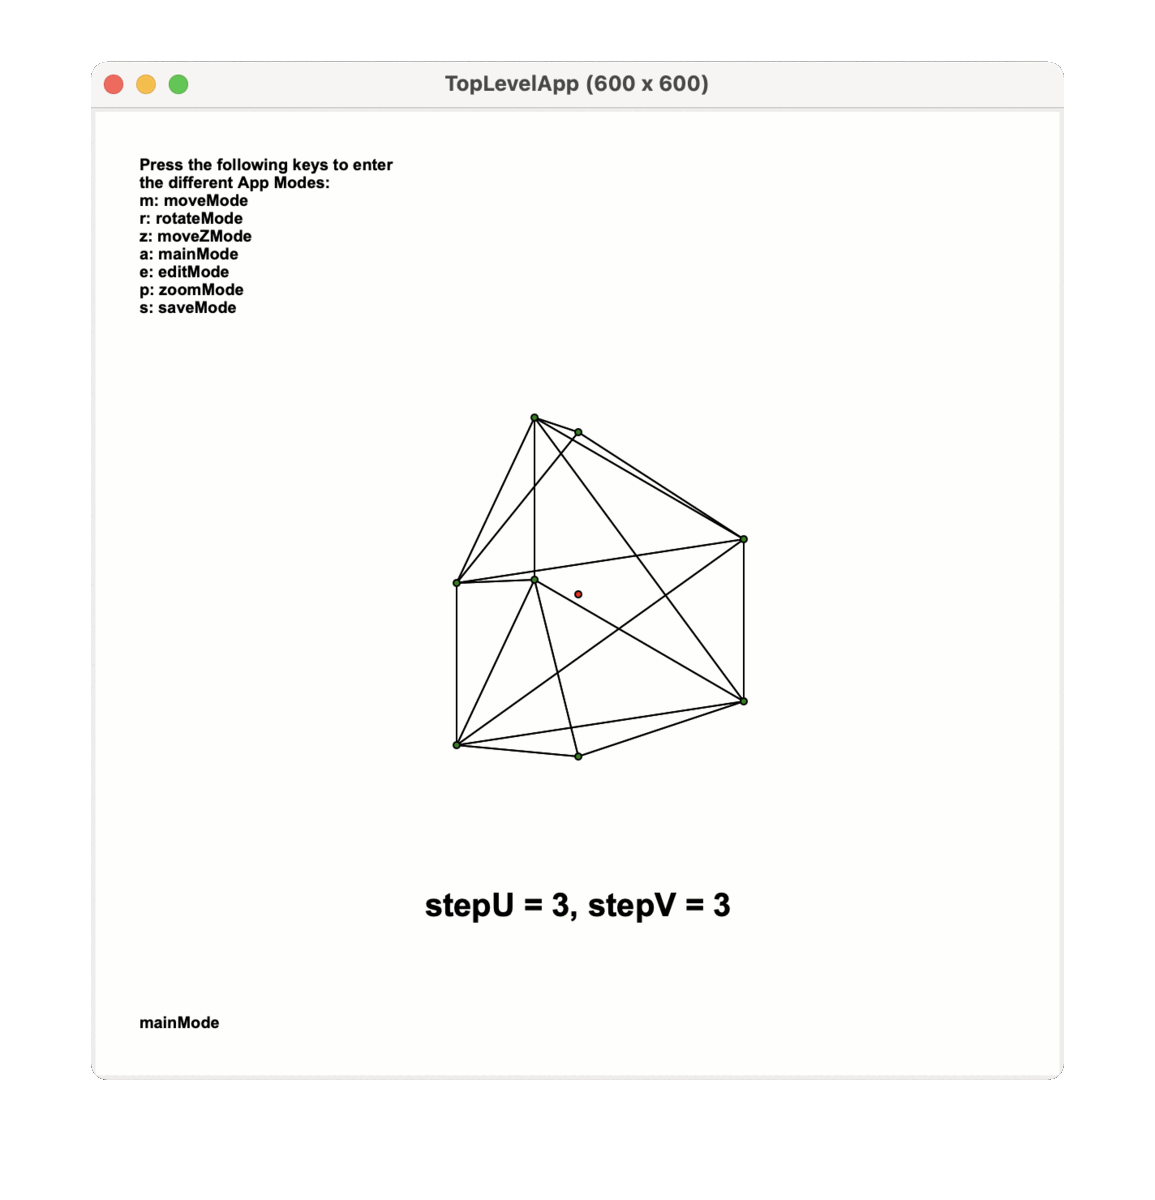 TopLevelApp (600 x 600)
Press the following keys to enter
the different App Modes:
m: moveMode
r: rotateMode
z: moveZMode
a: mainMode
e: editMode
p: zoomMode
s: saveMode
stepU = 3, stepV = 3
mainMode